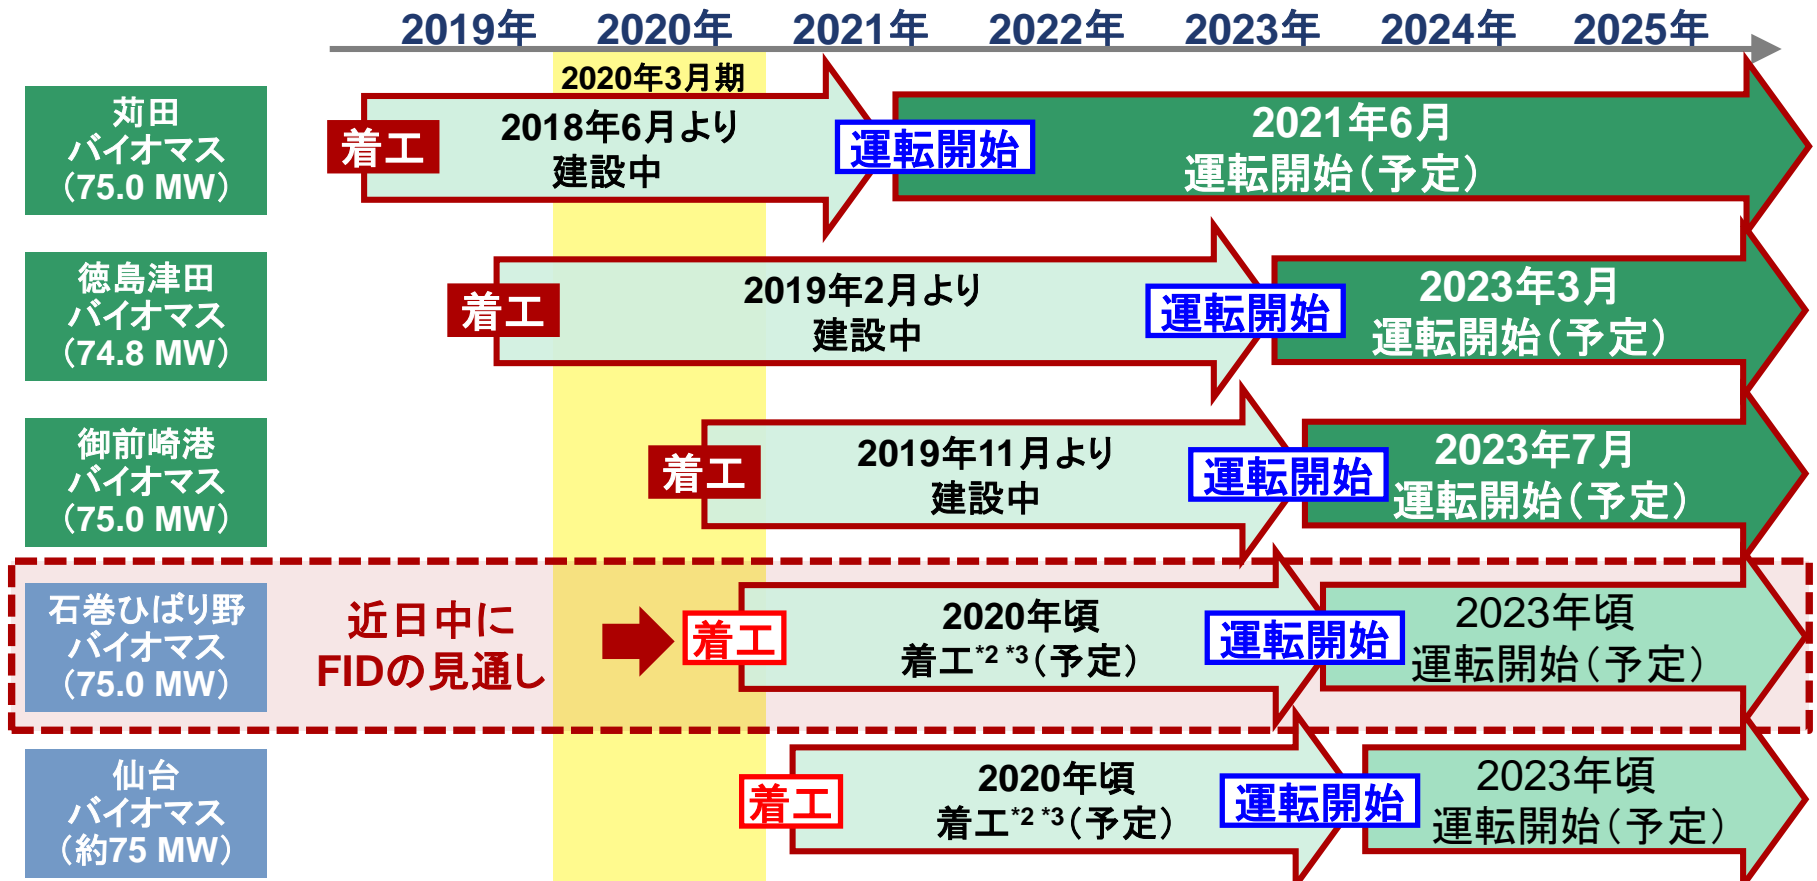 2019年 2020年 2021年 2022年 2023年 2024年 2025年
2020年3月期
苅田
バイオマス
（75.0 MW）
着工
2018年6月より
建設中
運転開始
2021年6月
運転開始（予定）
徳島津田
バイオマス
（74.8 MW）
着工
2019年2月より
建設中
運転開始
2023年3月
運転開始（予定）
御前崎港
バイオマス
（75.0 MW）
着工
2019年11月より
建設中
運転開始
2023年7月
運転開始（予定）
石巻ひばり野
バイオマス
（75.0 MW）
近日中に
FIDの見通し
着工
2020年頃
着工*2 *3（予定）
運転開始
2023年頃
運転開始（予定）
仙台
バイオマス
（約75 MW）
着工
2020年頃
着工*2 *3（予定）
運転開始
2023年頃
運転開始（予定）